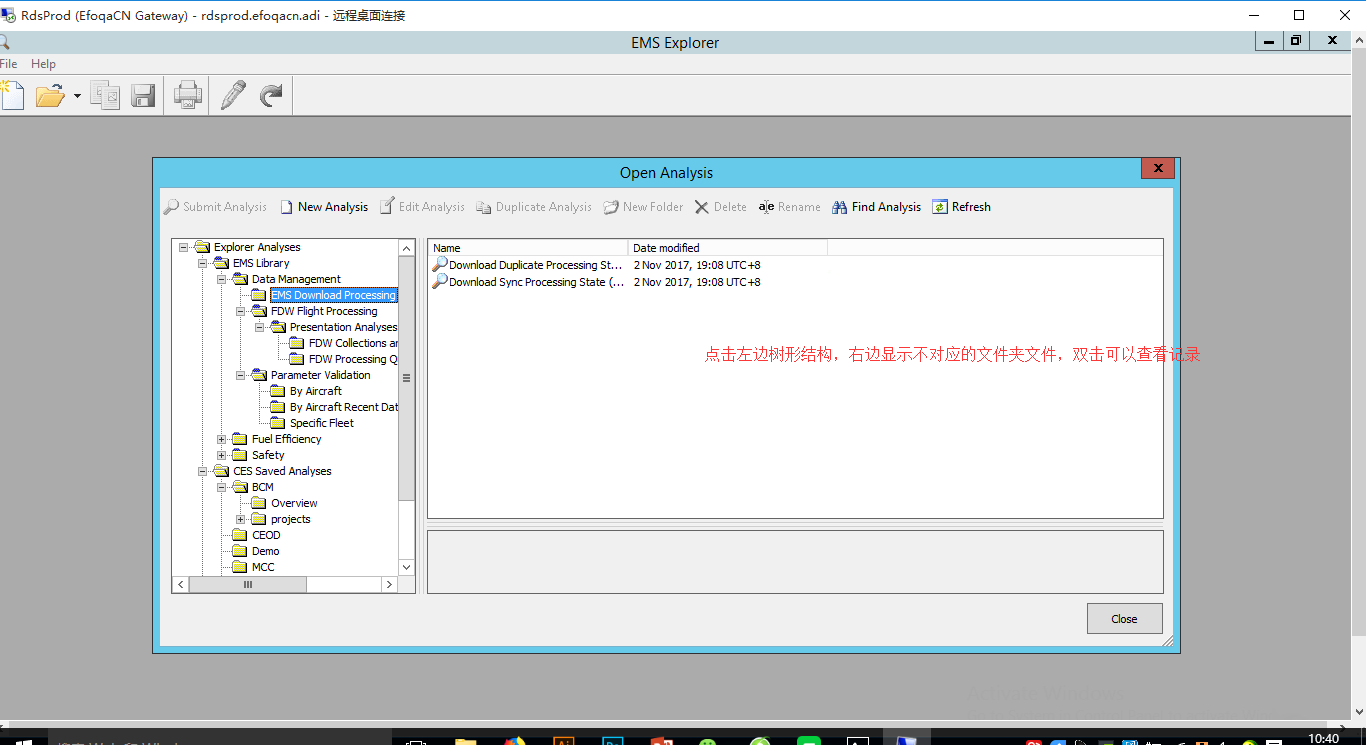 RdsProd (EfoqaCN Gateway) - rdsprod.efoqacn.adi - 远程桌面连接
EMS Explorer
File Help
Open Analysis
Submit Analysis New Analysis Edit Analysis Duplicate Analysis New Folder Delete Rename Find Analysis Refresh
Explorer Analyses
EMS Library
Data Management
EMS Download Processing
FDW Flight Processing
Presentation Analyses
FDW Collections ar
FDW Processing Q
Parameter Validation
By Aircraft
By Aircraft Recent Dat
Specific Fleet
Fuel Efficiency
Safety
CES Saved Analyses
BCM
Overview
projects
CEOD
Demo
MCC
Name Date modified
Download Duplicate Processing St... 2 Nov 2017, 19:08 UTC+8
Download Sync Processing State (... 2 Nov 2017, 19:08 UTC+8
点击左边树形结构，右边显示不对应的文件夹文件，双击可以查看记录
Close
10:40